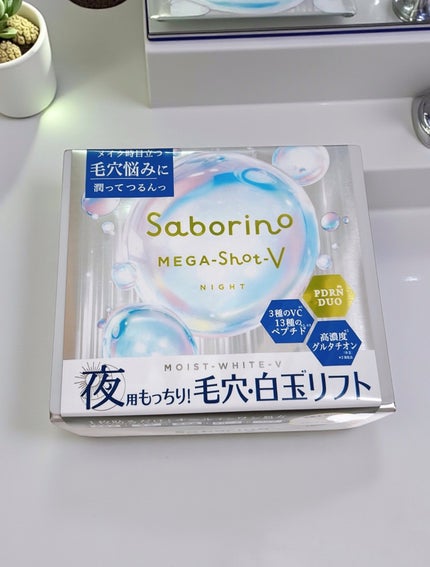 メイク時目立つ
毛穴悩みに
潤ってつるんっ
Saborino
MEGA-Shot-V
NIGHT
PDRN
DUO
3種のVC
13種の
ペプチド
高濃度
グルタチオン
MOIST-WHITE-V
夜用もっちり!毛穴・白玉リフト